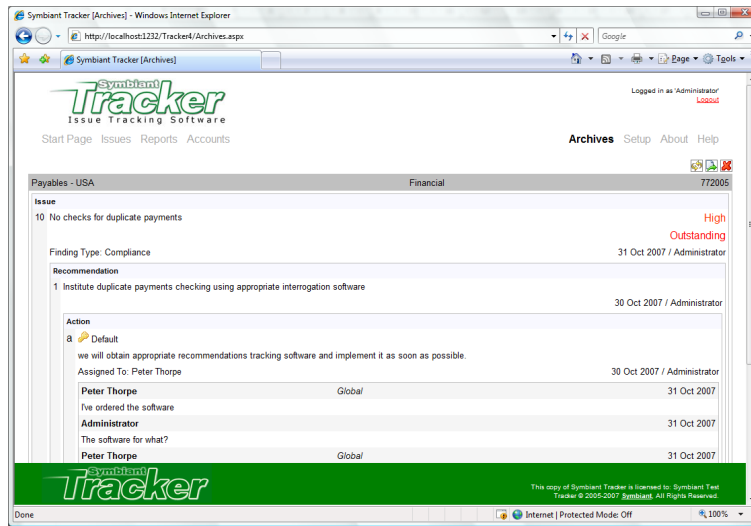 Symbiant Tracker [Archives] - Windows Internet Explorer
http://localhost:1232/Tracker4/Archives.aspx
Google
Symbiant Tracker [Archives]
Page
Tools
Symbiant
Tracker
Issue Tracking Software
Logged in as 'Administrator'
Logout
Start Page Issues Reports Accounts
Archives Setup About Help
Payables - USA Financial 772005
Issue
10 No checks for duplicate payments High
Outstanding
Finding Type: Compliance 31 Oct 2007 / Administrator
Recommendation
1 Institute duplicate payments checking using appropriate interrogation software
30 Oct 2007 / Administrator
Action
a Default
we will obtain appropriate recommendations tracking software and implement it as soon as possible.
Assigned To: Peter Thorpe 30 Oct 2007 / Administrator
Peter Thorpe Global 31 Oct 2007
I've ordered the software
Administrator 31 Oct 2007
The software for what?
Peter Thorpe Global 31 Oct 2007
Symbiant
Tracker
This copy of Symbiant Tracker is licensed to: Symbiant Test
Tracker © 2005-2007 Symbiant. All Rights Reserved.
Done Internet | Protected Mode: Off 100%